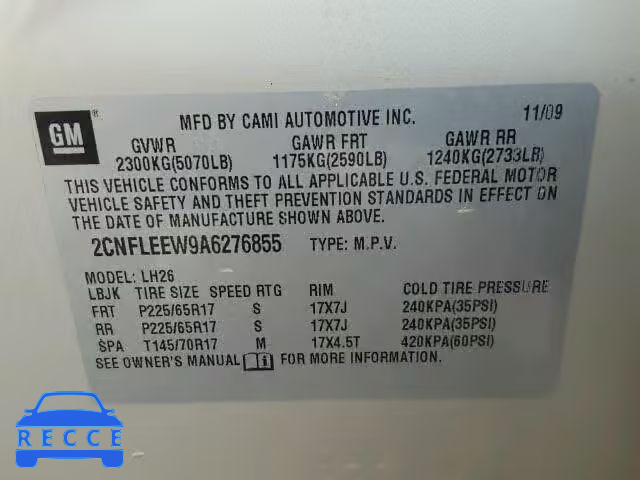 GM ®
MFD BY CAMI AUTOMOTIVE INC. 11/09
GVWR GAWR FRT GAWR RR
2300KG(5070LB) 1175KG(2590LB) 1240KG(2733LB)
THIS VEHICLE CONFORMS TO ALL APPLICABLE U.S. FEDERAL MOTOR
VEHICLE SAFETY AND THEFT PREVENTION STANDARDS IN EFFECT ON
THE DATE OF MANUFACTURE SHOWN ABOVE.
2CNFLEEW9A6276855 TYPE: M.P.V.
MODEL: LH26
LBJK TIRE SIZE SPEED RTG RIM COLD TIRE PRESSURE
FRT P225/65R17 S 17X7J 240KPA(35PSI)
RR P225/65R17 S 17X7J 240KPA(35PSI)
SPA T145/70R17 M 17X4.5T 420KPA(60PSI)
SEE OWNER'S MANUAL FOR MORE INFORMATION.
RECCE